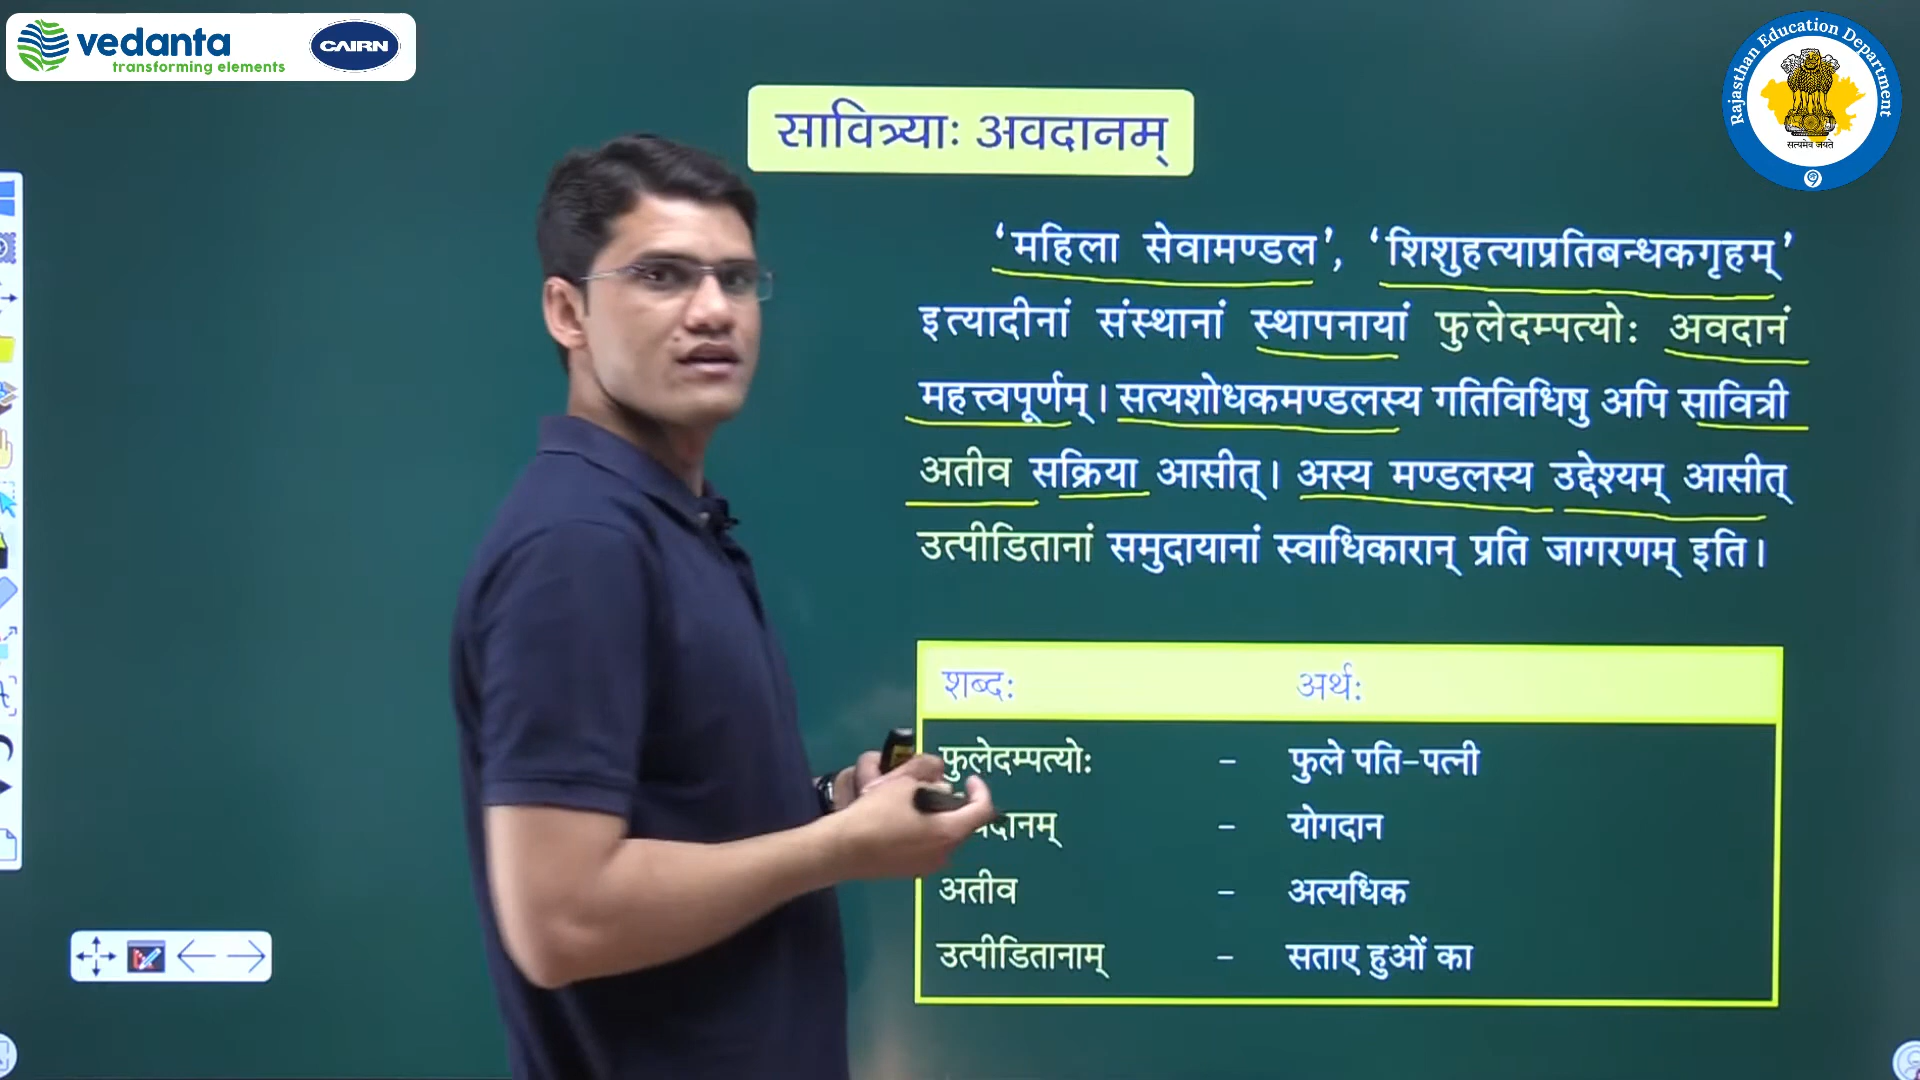 vedanta
transforming elements
CAIRN
Rajasthan Education Department
सत्यमेव जयते
सावित्र्याः अवदानम्
‘महिला सेवामण्डल’, ‘शिशुहत्याप्रतिबन्धकगृहम्’
इत्यादीनां संस्थानां स्थापनायां फुलेदम्पत्योः अवदानं
महत्त्वपूर्णम्। सत्यशोधकमण्डलस्य गतिविधिषु अपि सावित्री
अतीव सक्रिया आसीत्। अस्य मण्डलस्य उद्देश्यम् आसीत्
उत्पीडितानां समुदायानां स्वाधिकारान् प्रति जागरणम् इति।
शब्दः अर्थः
फुलेदम्पत्योः – फुले पति-पत्नी
– योगदान
अतीव – अत्यधिक
उत्पीडितानाम् – सताए हुओं का